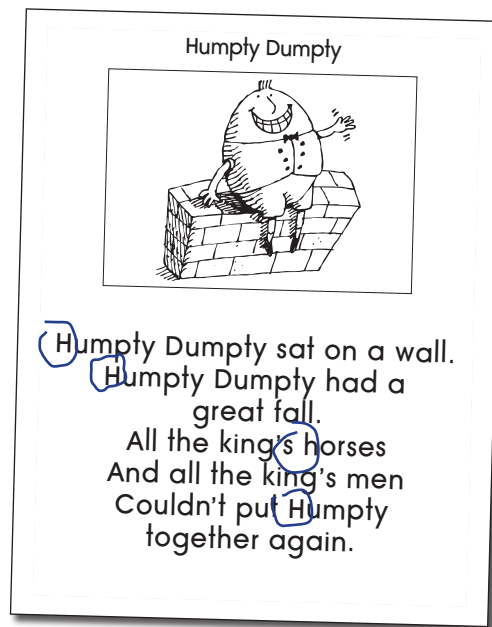 Humpty Dumpty
Humpty Dumpty sat on a wall.
Humpty Dumpty had a
great fall.
All the king's horses
And all the king's men
Couldn't put Humpty
together again.